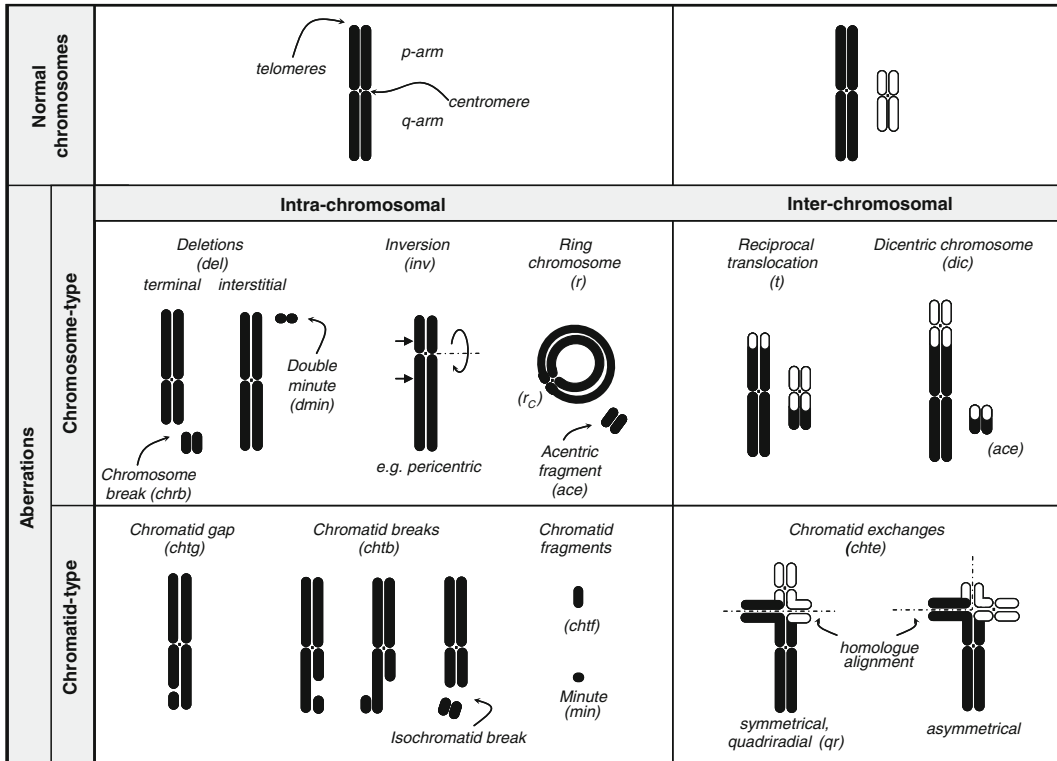 Normal
chromosomes
telomeres
p-arm
centromere
q-arm
Aberrations
Intra-chromosomal
Inter-chromosomal
Chromosome-type
Deletions
(del)
terminal
interstitial
Double
minute
(dmin)
Chromosome
break (chrb)
Inversion
(inv)
e.g. pericentric
Ring
chromosome
(r)
(rC)
Acentric
fragment
(ace)
Reciprocal
translocation
(t)
Dicentric chromosome
(dic)
(ace)
Chromatid-type
Chromatid gap
(chtg)
Chromatid breaks
(chtb)
Isochromatid break
Chromatid
fragments
(chtf)
Minute
(min)
Chromatid exchanges
(chte)
homologue
alignment
symmetrical,
quadriradial (qr)
asymmetrical